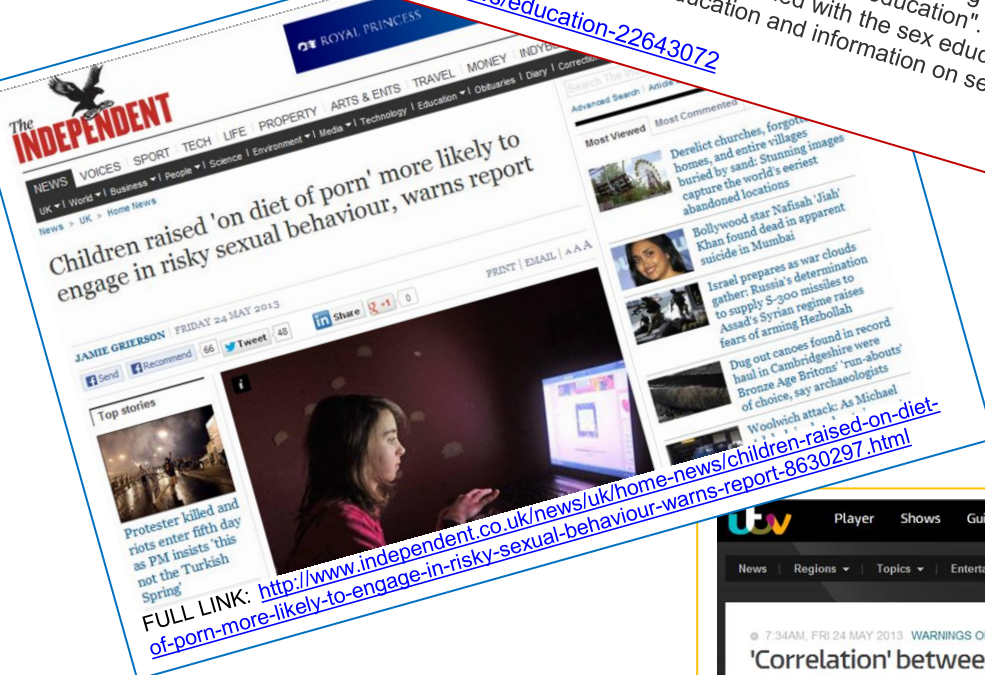 education".
ed with the sex educ
ucation and information on se
/education-22643072
ROYAL PRINCESS
The
INDEPENDENT
NEWS VOICES SPORT TECH LIFE PROPERTY ARTS & ENTS TRAVEL MONEY INDYB
UK World Business People Science Environment Media Technology Education Obituaries Diary Correction
News > UK > Home News
Children raised 'on diet of porn' more likely to
engage in risky sexual behaviour, warns report
PRINT | EMAIL | A A A
JAMIE GRIERSON FRIDAY 24 MAY 2013
Send Recommend 66 Tweet 48 Share +1 0
Top stories
Protester killed and
riots enter fifth day
as PM insists 'this
not the Turkish
Spring'
Search The
Advanced Search Article
Most Viewed Most Commented
Derelict churches, forgot
homes, and entire villages
buried by sand: Stunning images
capture the world's eeriest
abandoned locations
Bollywood star Nafisah 'Jiah'
Khan found dead in apparent
suicide in Mumbai
Israel prepares as war clouds
gather: Russia's determination
to supply S-300 missiles to
Assad's Syrian regime raises
fears of arming Hezbollah
Dug out canoes found in record
haul in Cambridgeshire were
Bronze Age Britons' 'run-abouts'
of choice, say archaeologists
Woolwich attack: As Michael
FULL LINK: http://www.independent.co.uk/news/uk/home-news/children-raised-on-diet-
of-porn-more-likely-to-engage-in-risky-sexual-behaviour-warns-report-8630297.html
itv Player Shows Gui
News Regions Topics Enterta
7:34AM, FRI 24 MAY 2013 WARNINGS O
'Correlation' betwee